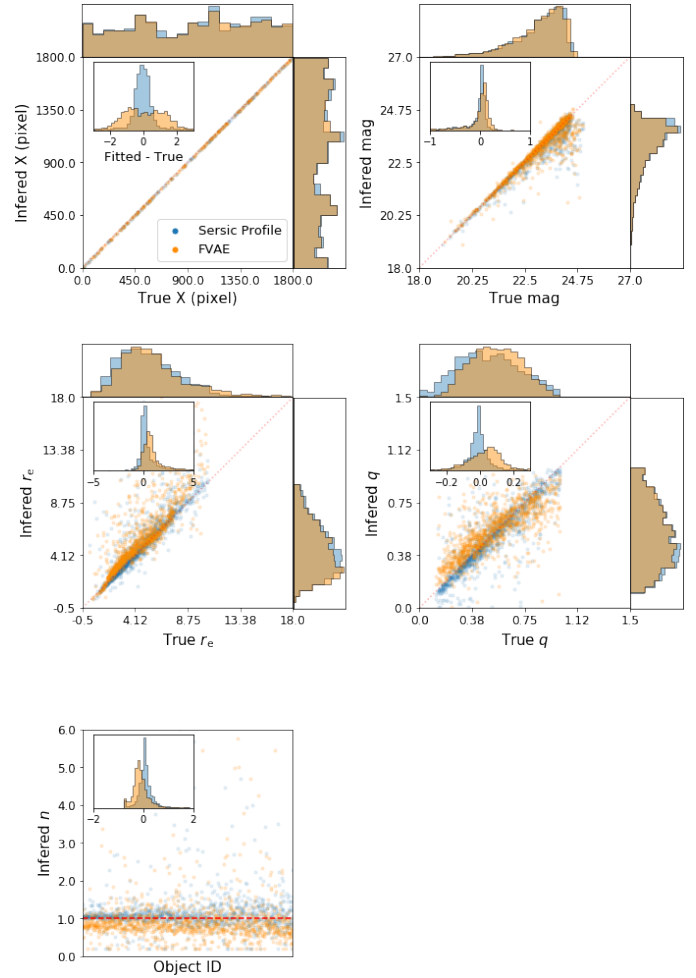 1800.0
1350.0
900.0
450.0
0.0
Infered X (pixel)
−2 0 2
Fitted - True
Sersic Profile
FVAE
0.0 450.0 900.0 1350.0 1800.0
True X (pixel)
27.0
24.75
22.5
20.25
18.0
Infered mag
−1 0 1
18.0 20.25 22.5 24.75 27.0
True mag
18.0
13.38
8.75
4.12
-0.5
Infered re
−5 0 5
-0.5 4.12 8.75 13.38 18.0
True re
1.5
1.12
0.75
0.38
0.0
Infered q
−0.2 0.0 0.2
0.0 0.38 0.75 1.12 1.5
True q
6.0
5.0
4.0
3.0
2.0
1.0
0.0
Infered n
−2 0 2
Object ID